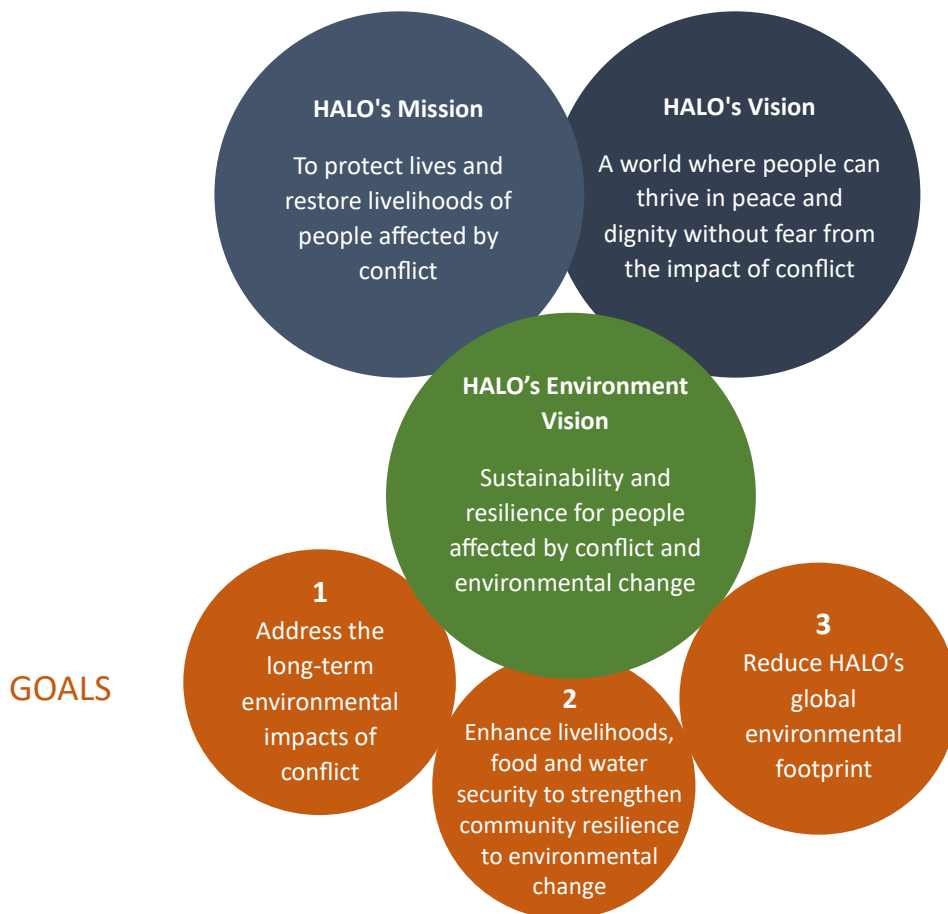 HALO's Mission
To protect lives and
restore livelihoods of
people affected by
conflict
HALO's Vision
A world where people can
thrive in peace and
dignity without fear from
the impact of conflict
HALO’s Environment
Vision
Sustainability and
resilience for people
affected by conflict and
environmental change
GOALS
1
Address the
long-term
environmental
impacts of
conflict
2
Enhance livelihoods,
food and water
security to strengthen
community resilience
to environmental
change
3
Reduce HALO’s
global
environmental
footprint